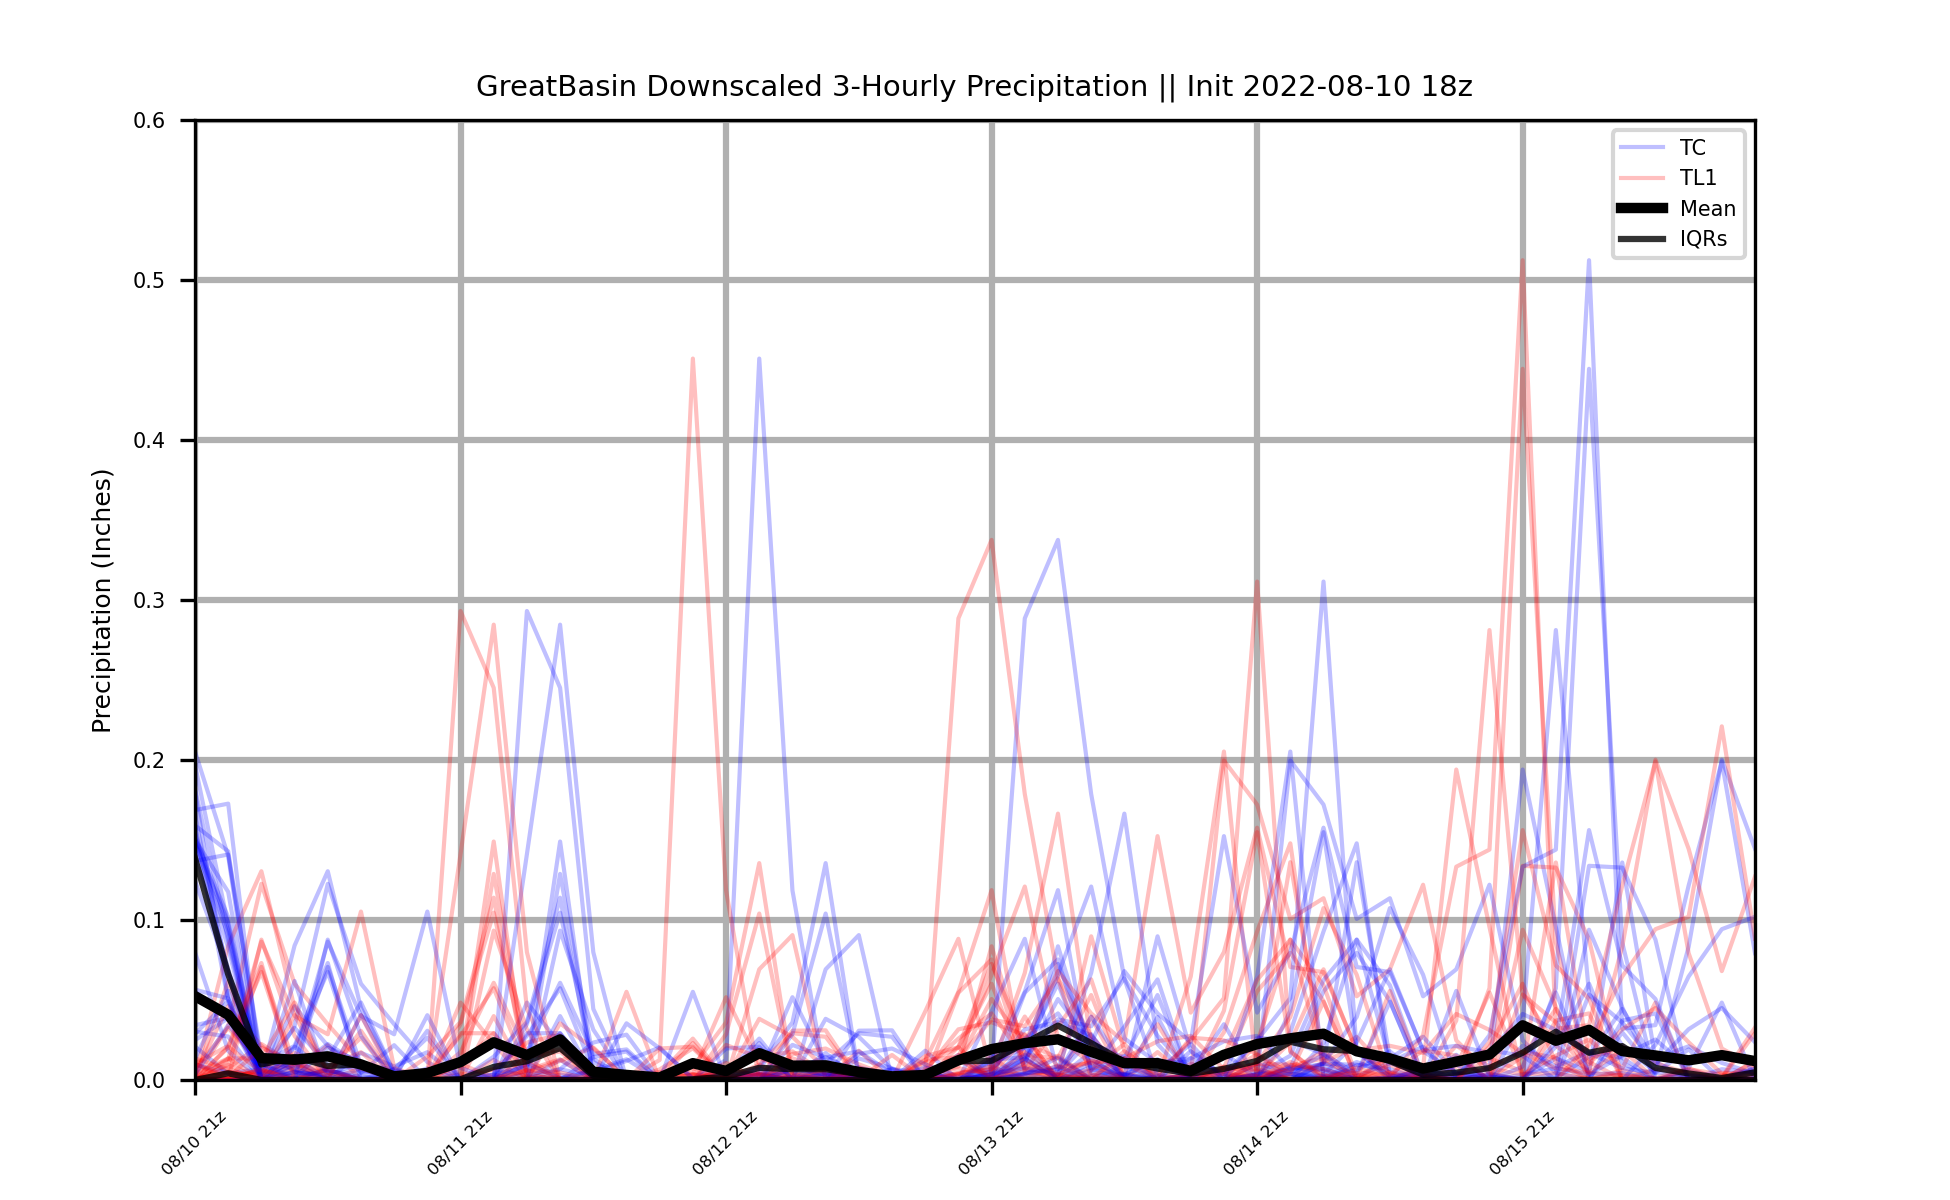 GreatBasin Downscaled 3-Hourly Precipitation || Init 2022-08-10 18z
TC
TL1
Mean
IQRs
Precipitation (Inches)
0.6
0.5
0.4
0.3
0.2
0.1
0.0
08/10 21z
08/11 21z
08/12 21z
08/13 21z
08/14 21z
08/15 21z